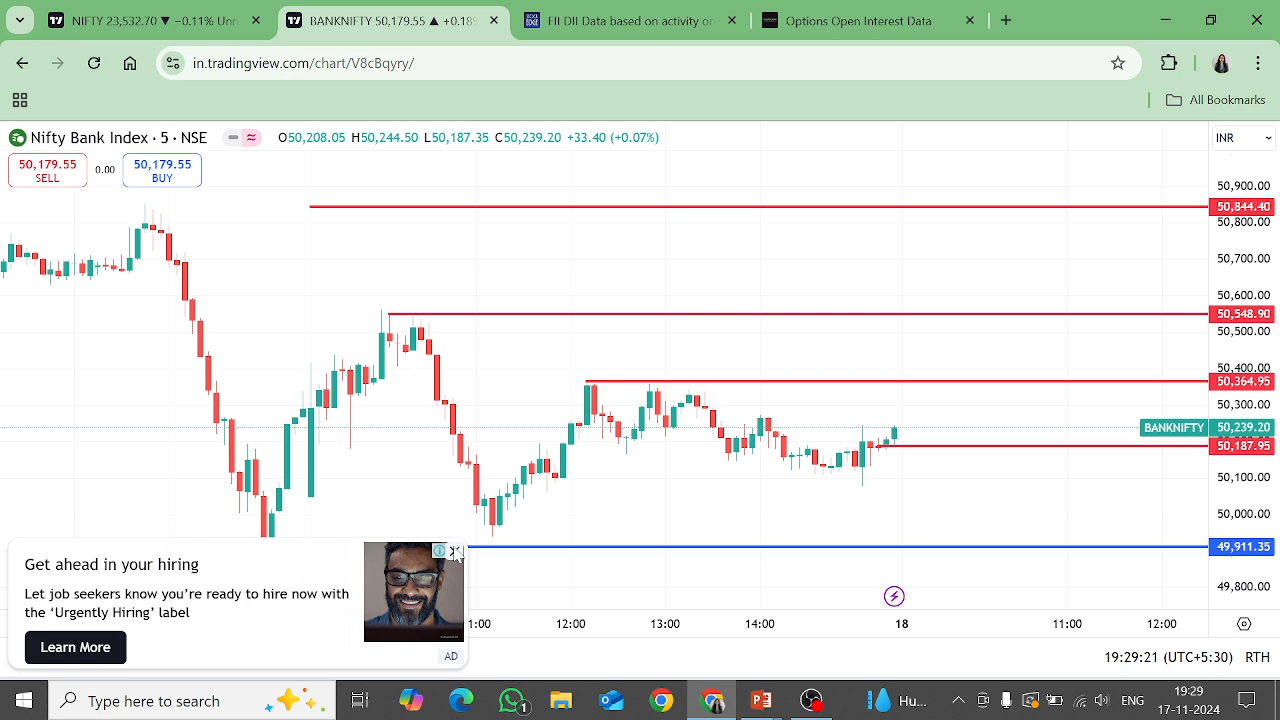 NIFTY 23,532.70 ▼ −0.11% Unn
BANKNIFTY 50,179.55 ▲ +0.18%
FII DII Data based on activity on
Options Open Interest Data
in.tradingview.com/chart/V8cBqyry/
All Bookmarks
Nifty Bank Index · 5 · NSE
O50,208.05 H50,244.50 L50,187.35 C50,239.20 +33.40 (+0.07%)
INR
50,179.55
SELL
0.00
50,179.55
BUY
50,900.00
50,844.40
50,800.00
50,700.00
50,600.00
50,548.90
50,500.00
50,400.00
50,364.95
50,300.00
BANKNIFTY 50,239.20
50,187.95
50,100.00
50,000.00
49,911.35
49,800.00
Get ahead in your hiring
Let job seekers know you're ready to hire now with
the 'Urgently Hiring' label
Learn More
AD
1:00
12:00
13:00
14:00
18
11:00
12:00
19:29:21 (UTC+5:30) RTH
Type here to search
1
Hu...
ENG
19:29
17-11-2024